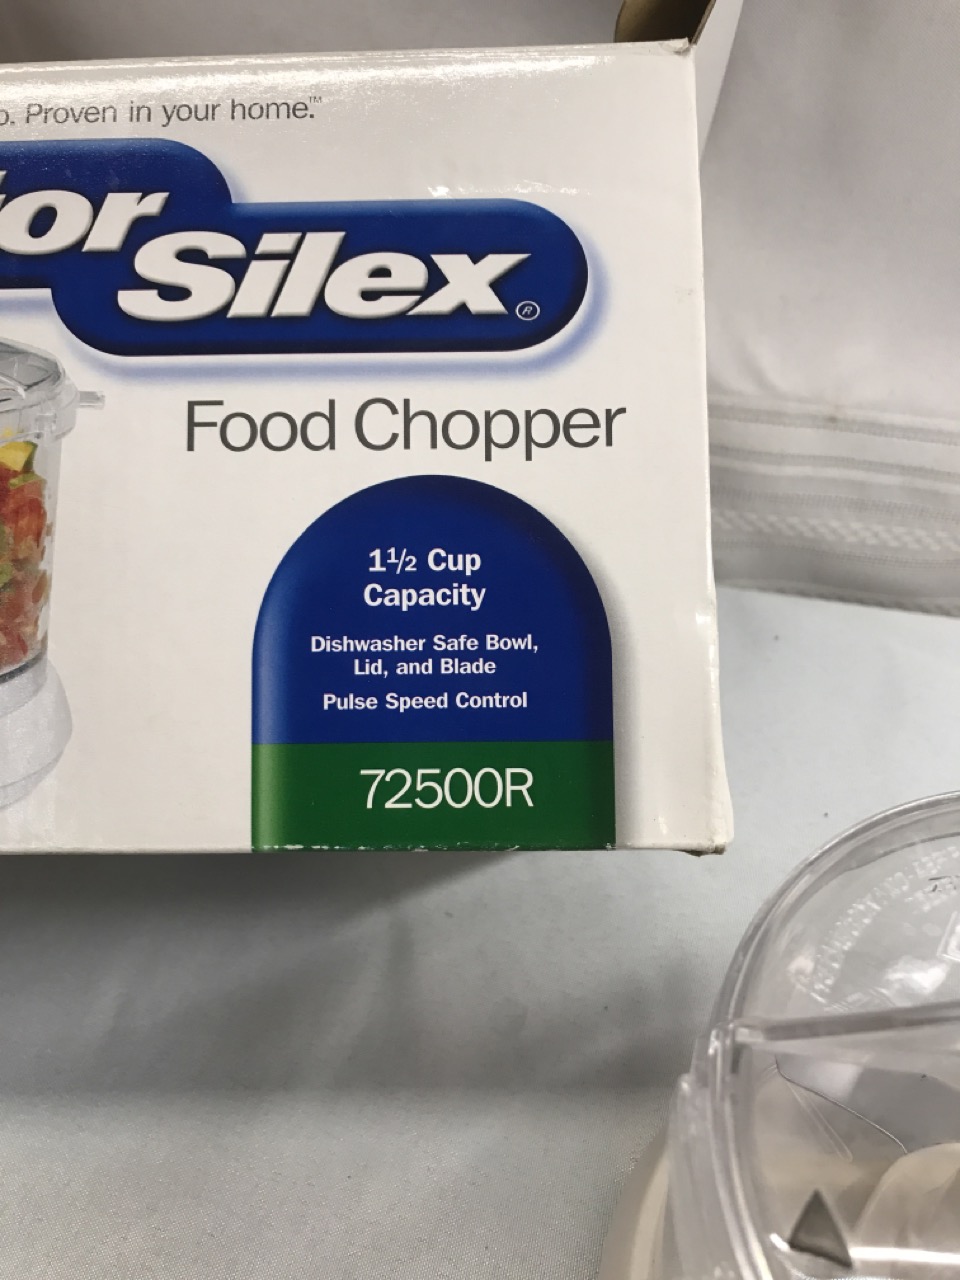 Proven in your home.™
Silex®
Food Chopper
1½ Cup
Capacity
Dishwasher Safe Bowl,
Lid, and Blade
Pulse Speed Control
72500R